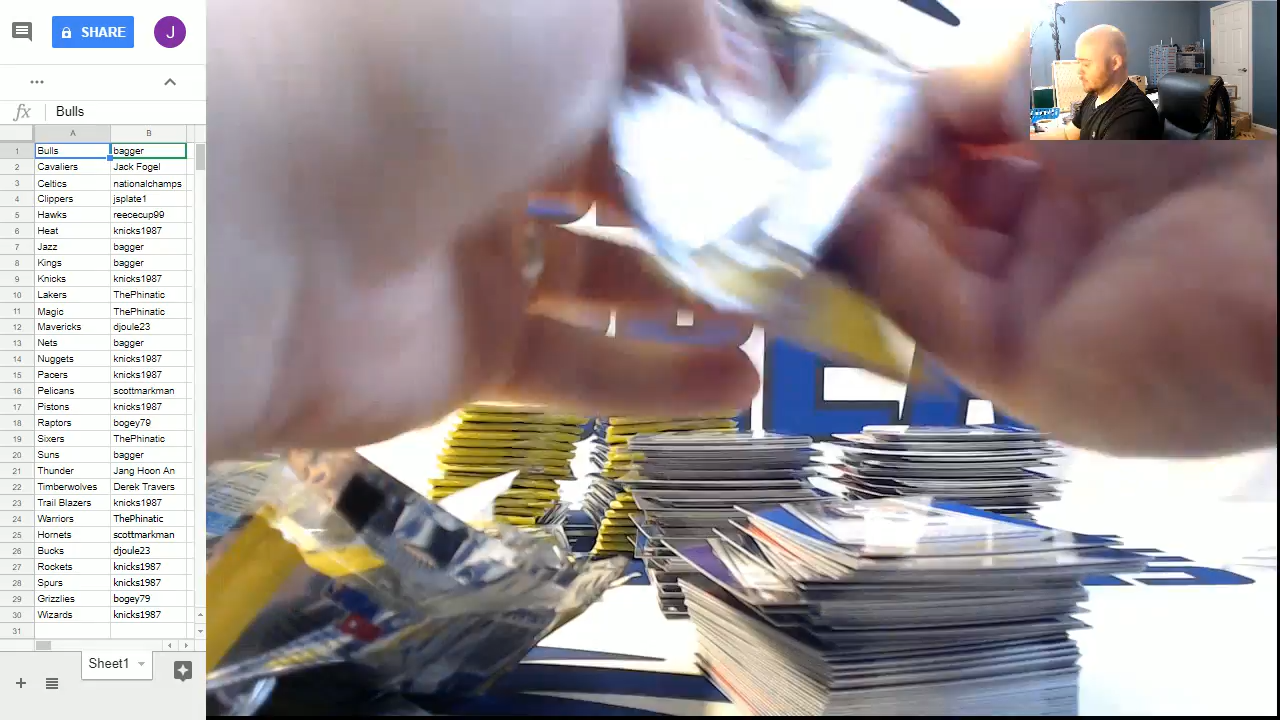 SHARE
J
...
fx Bulls
A B
1 Bulls bagger
2 Cavaliers Jack Fogel
3 Celtics nationalchamps
4 Clippers jsplate1
5 Hawks reececup99
6 Heat knicks1987
7 Jazz bagger
8 Kings bagger
9 Knicks knicks1987
10 Lakers ThePhinatic
11 Magic ThePhinatic
12 Mavericks djoule23
13 Nets bagger
14 Nuggets knicks1987
15 Pacers knicks1987
16 Pelicans scottmarkman
17 Pistons knicks1987
18 Raptors bogey79
19 Sixers ThePhinatic
20 Suns bagger
21 Thunder Jang Hoon An
22 Timberwolves Derek Travers
23 Trail Blazers knicks1987
24 Warriors ThePhinatic
25 Hornets scottmarkman
26 Bucks djoule23
27 Rockets knicks1987
28 Spurs knicks1987
29 Grizzlies bogey79
30 Wizards knicks1987
31
Sheet1